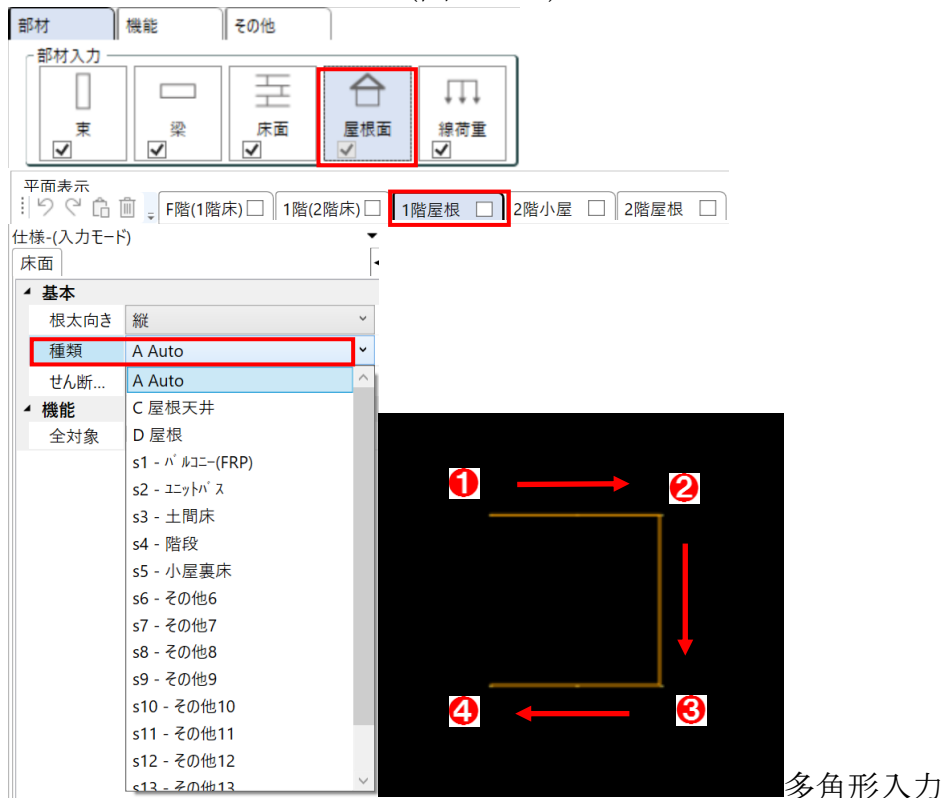 部材 機能 その他
部材入力
束 梁 床面 屋根面 線荷重
平面表示
F階(1階床) 1階(2階床) 1階屋根 2階小屋 2階屋根
仕様-(入力モード)
床面
基本
根太向き 縦
種類 A Auto
せん断... A Auto
機能 C 屋根天井
全対象 D 屋根
s1 - バルコニー(FRP)
s2 - ユニットバス
s3 - 土間床
s4 - 階段
s5 - 小屋裏床
s6 - その他6
s7 - その他7
s8 - その他8
s9 - その他9
s10 - その他10
s11 - その他11
s12 - その他12
s13 - その他13
❶ ❷
❹ ❸
多角形入力